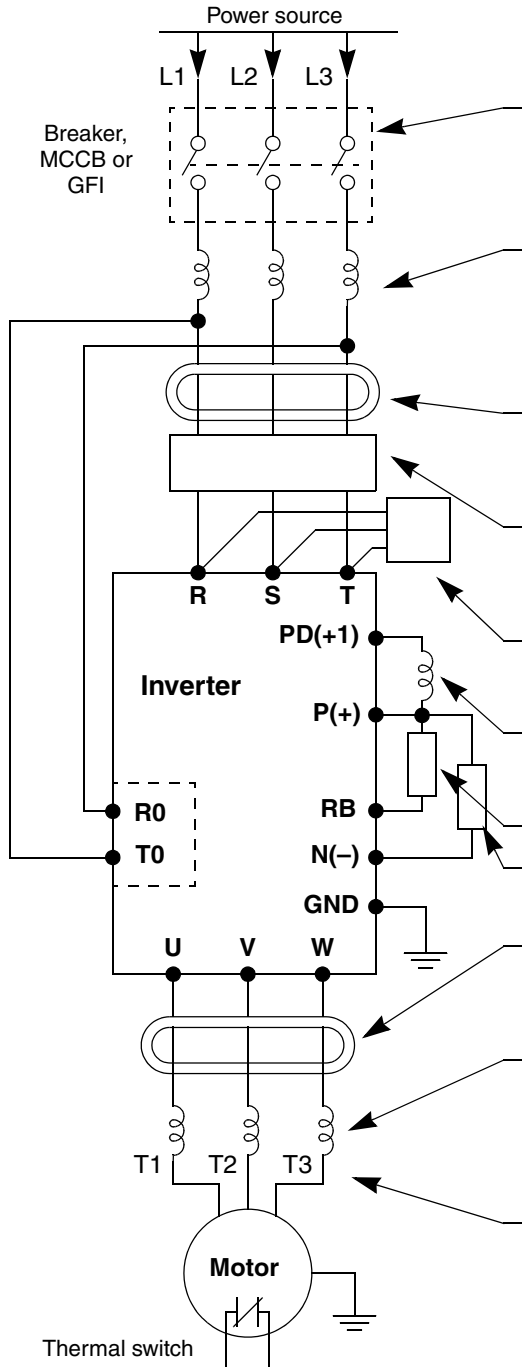 Power source
L1 L2 L3
Breaker,
MCCB or
GFI
R S T
PD(+1)
Inverter
P(+)
R0
RB
T0
N(–)
GND
U V W
T1 T2 T3
Motor
Thermal switch